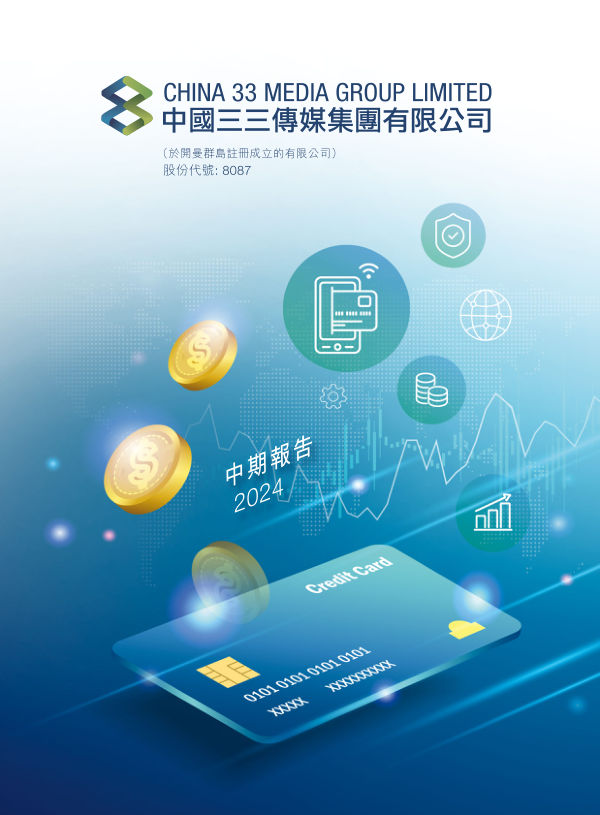 CHINA 33 MEDIA GROUP LIMITED
中國三三傳媒集團有限公司
（於開曼群島註冊成立的有限公司）
股份代號: 8087
中期報告
2024
Credit Card
0101 0101 0101 0101
XXXXX XXXXXXXXXX